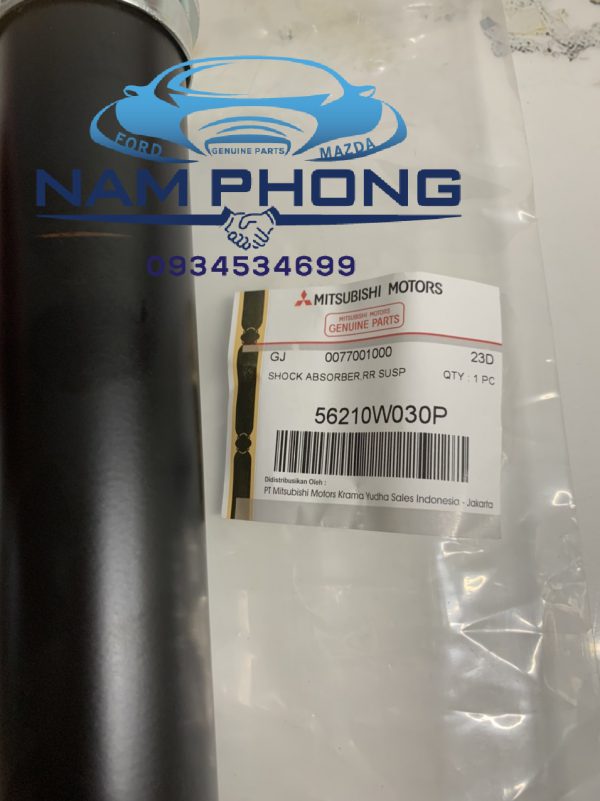 FORD
GENUINE PARTS
MAZDA
NAM PHONG
0934534699
MITSUBISHI MOTORS
MITSUBISHI MOTORS
GENUINE PARTS
GJ 0077001000 23D
SHOCK ABSORBER,RR SUSP QTY : 1 PC
56210W030P
Didistribusikan Oleh :
PT Mitsubishi Motors Krama Yudha Sales Indonesia - Jakarta